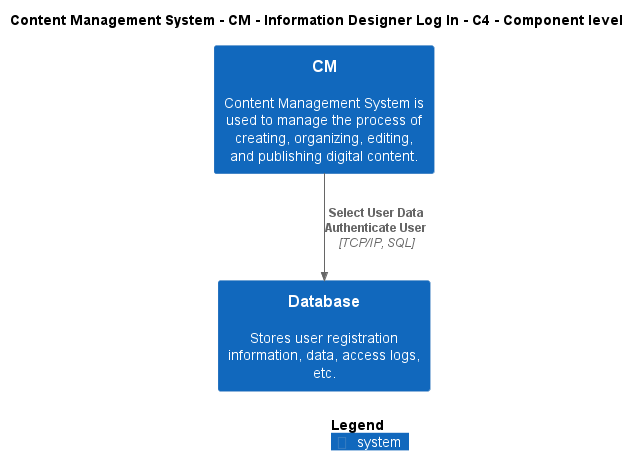 Content Management System - CM - Information Designer Log In - C4 - Component level
CM
Content Management System is
used to manage the process of
creating, organizing, editing,
and publishing digital content.
Select User Data
Authenticate User
[TCP/IP, SQL]
Database
Stores user registration
information, data, access logs,
etc.
Legend
system